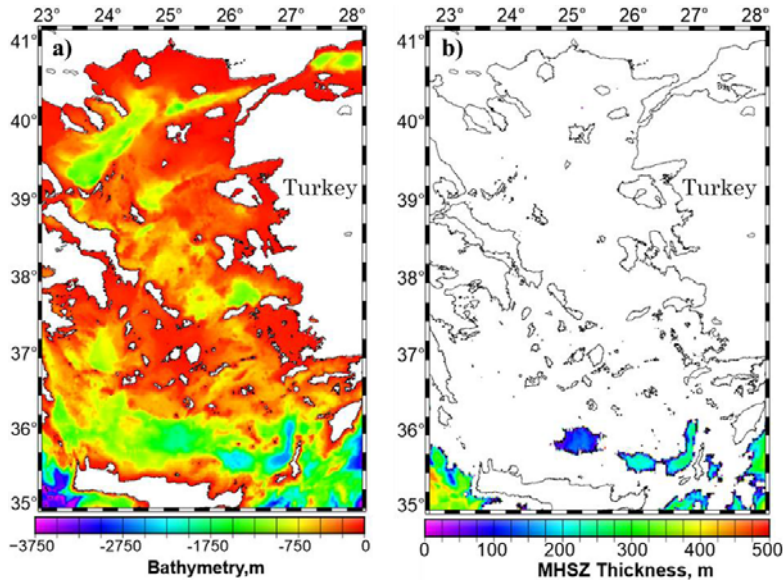 23° 24° 25° 26° 27° 28°
a)
41°
40°
39°
38°
37°
36°
35°
Turkey
−3750 −2750 −1750 −750 0
Bathymetry,m
23° 24° 25° 26° 27° 28°
b)
41°
40°
39°
38°
37°
36°
35°
Turkey
0 100 200 300 400 500
MHSZ Thickness, m